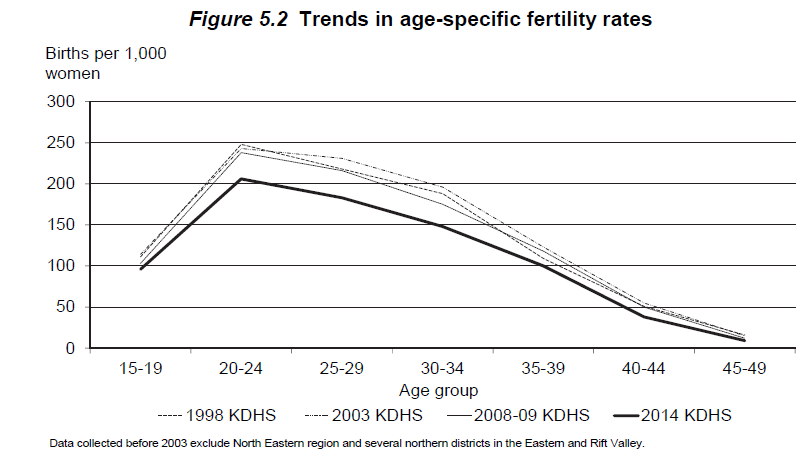 Figure 5.2 Trends in age-specific fertility rates
Births per 1,000
women
300
250
200
150
100
50
0
15-19 20-24 25-29 30-34 35-39 40-44 45-49
Age group
1998 KDHS 2003 KDHS 2008-09 KDHS 2014 KDHS
Data collected before 2003 exclude North Eastern region and several northern districts in the Eastern and Rift Valley.